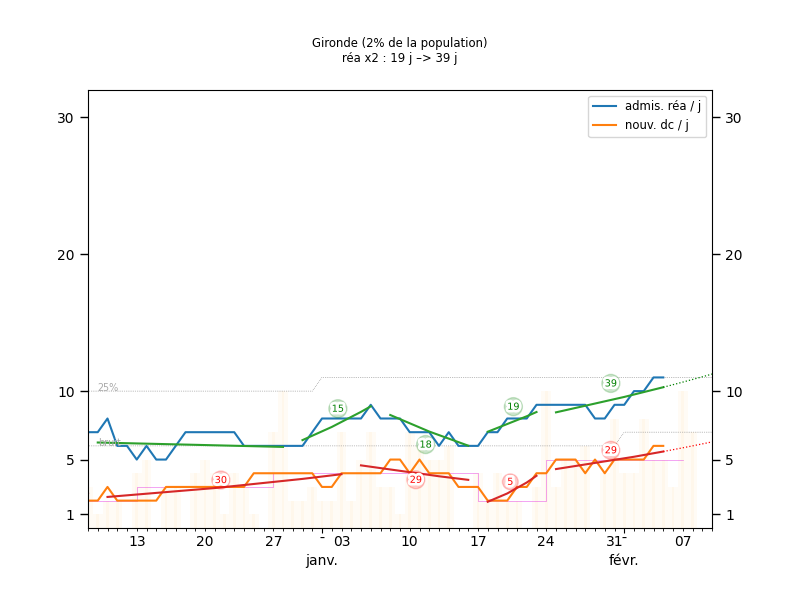 Gironde (2% de la population)
réa x2 : 19 j –> 39 j
admis. réa / j
nouv. dc / j
30 30
20 20
25%
10 10
39
15 19
brut
-18
29
5 5
30 -29 5
1 1
13 20 27 - 03 10 17 24 31- 07
janv. févr.